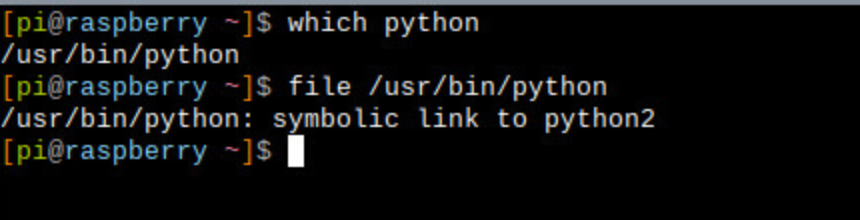 [pi@raspberry ~]$ which python
/usr/bin/python
[pi@raspberry ~]$ file /usr/bin/python
/usr/bin/python: symbolic link to python2
[pi@raspberry ~]$